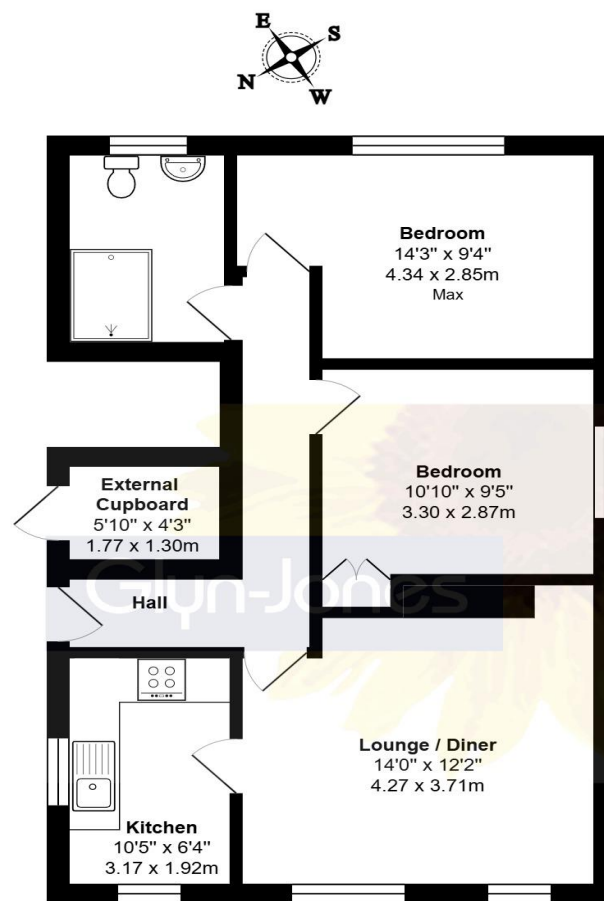 E
S
N
W
Bedroom
14'3" x 9'4"
4.34 x 2.85m
Max
Bedroom
10'10" x 9'5"
3.30 x 2.87m
External
Cupboard
5'10" x 4'3"
1.77 x 1.30m
Glyn-Jones
Hall
Lounge / Diner
14'0" x 12'2"
4.27 x 3.71m
Kitchen
10'5" x 6'4"
3.17 x 1.92m